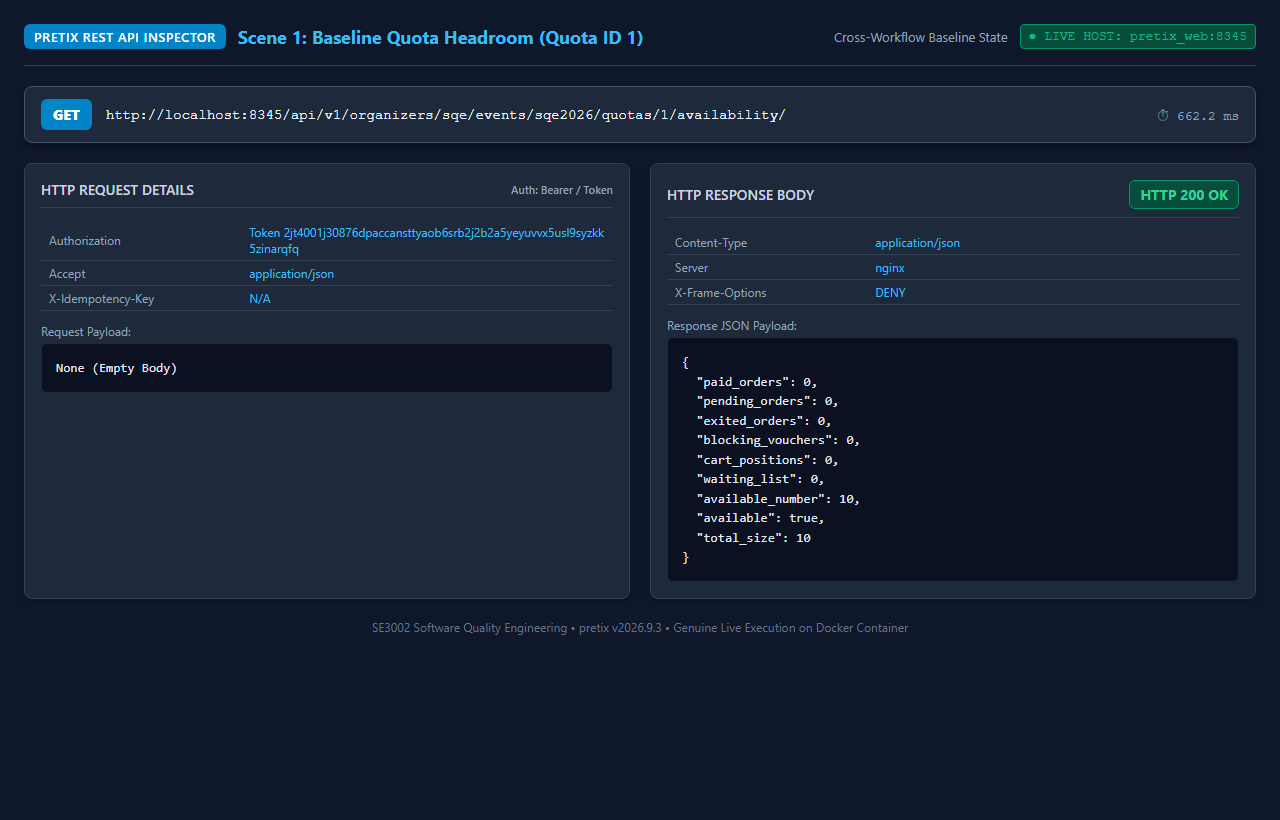 PRETIX REST API INSPECTOR
Scene 1: Baseline Quota Headroom (Quota ID 1)
Cross-Workflow Baseline State
● LIVE HOST: pretix_web:8345
GET
http://localhost:8345/api/v1/organizers/sqe/events/sqe2026/quotas/1/availability/
⏱ 662.2 ms
HTTP REQUEST DETAILS
Auth: Bearer / Token
Authorization
Token 2jt4001j30876dpaccansttyaob6srb2j2b2a5yeyuvvx5usl9syzkk
5zinarqfq
Accept
application/json
X-Idempotency-Key
N/A
Request Payload:
None (Empty Body)
HTTP RESPONSE BODY
HTTP 200 OK
Content-Type
application/json
Server
nginx
X-Frame-Options
DENY
Response JSON Payload:
{
"paid_orders": 0,
"pending_orders": 0,
"exited_orders": 0,
"blocking_vouchers": 0,
"cart_positions": 0,
"waiting_list": 0,
"available_number": 10,
"available": true,
"total_size": 10
}
SE3002 Software Quality Engineering • pretix v2026.9.3 • Genuine Live Execution on Docker Container